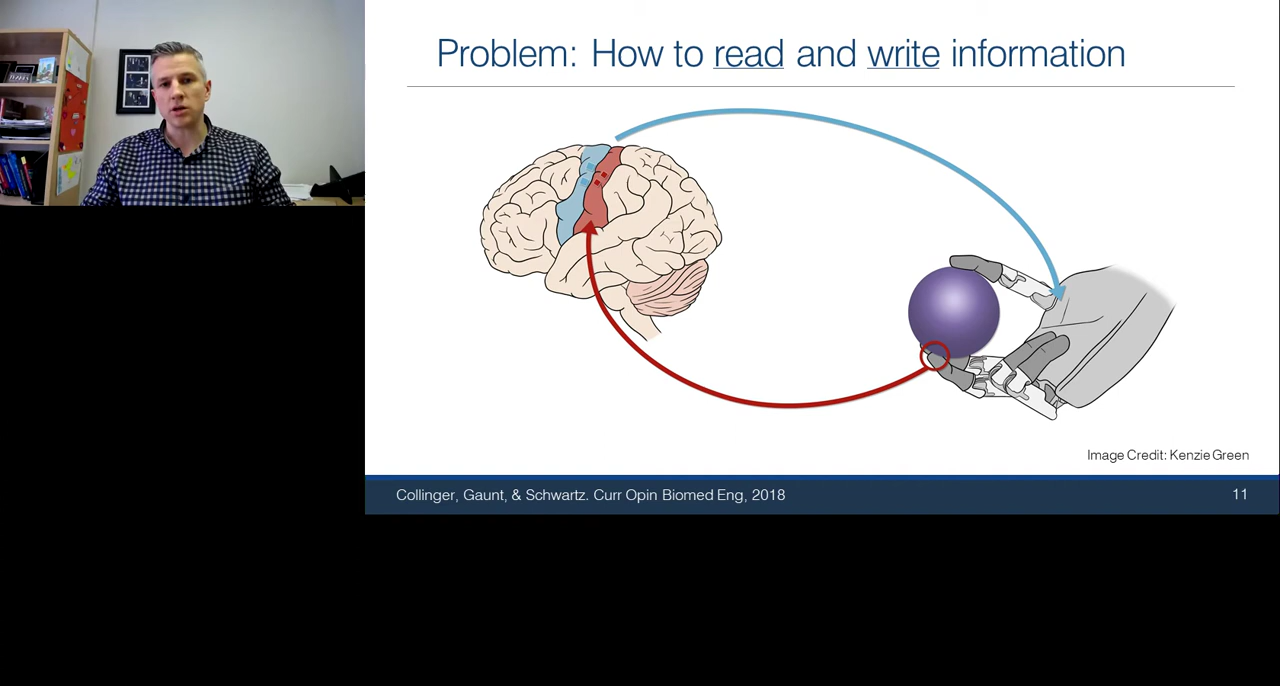 Problem: How to read and write information
Image Credit: Kenzie Green
Collinger, Gaunt, & Schwartz. Curr Opin Biomed Eng, 2018
11